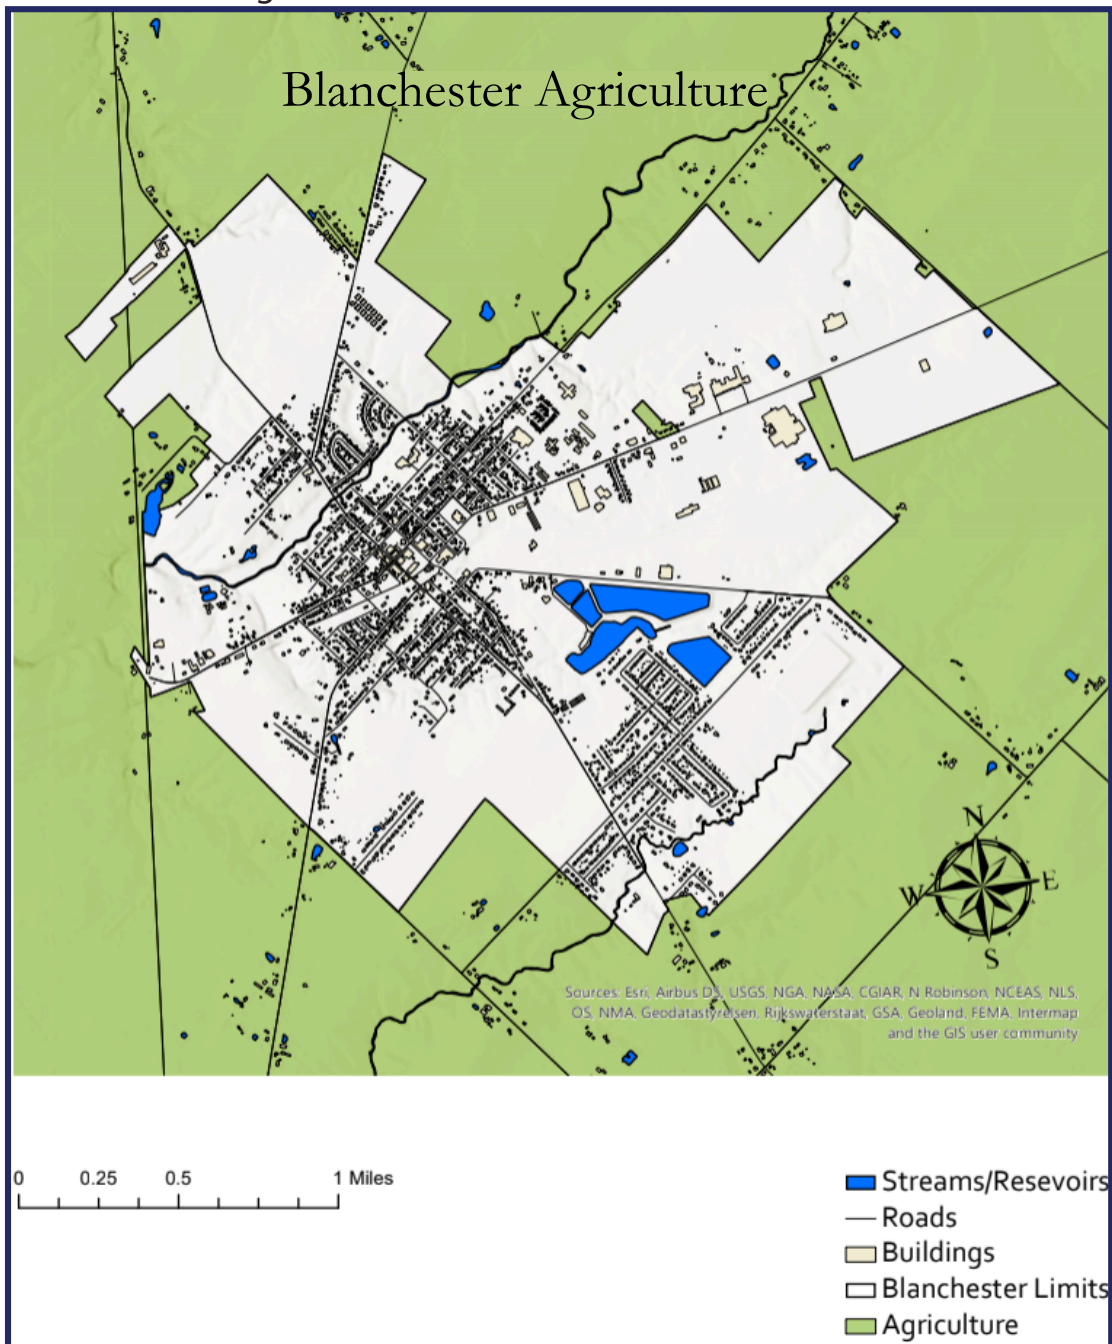 Blanchester Agriculture
N
W
E
S
Sources: Esri, Airbus DS, USGS, NGA, NASA, CGIAR, N Robinson, NCEAS, NLS,
OS, NMA, Geodatastyrelsen, Rijkswaterstaat, GSA, Geoland, FEMA, Intermap
and the GIS user community
0 0.25 0.5 1 Miles
Streams/Resevoirs
Roads
Buildings
Blanchester Limits
Agriculture